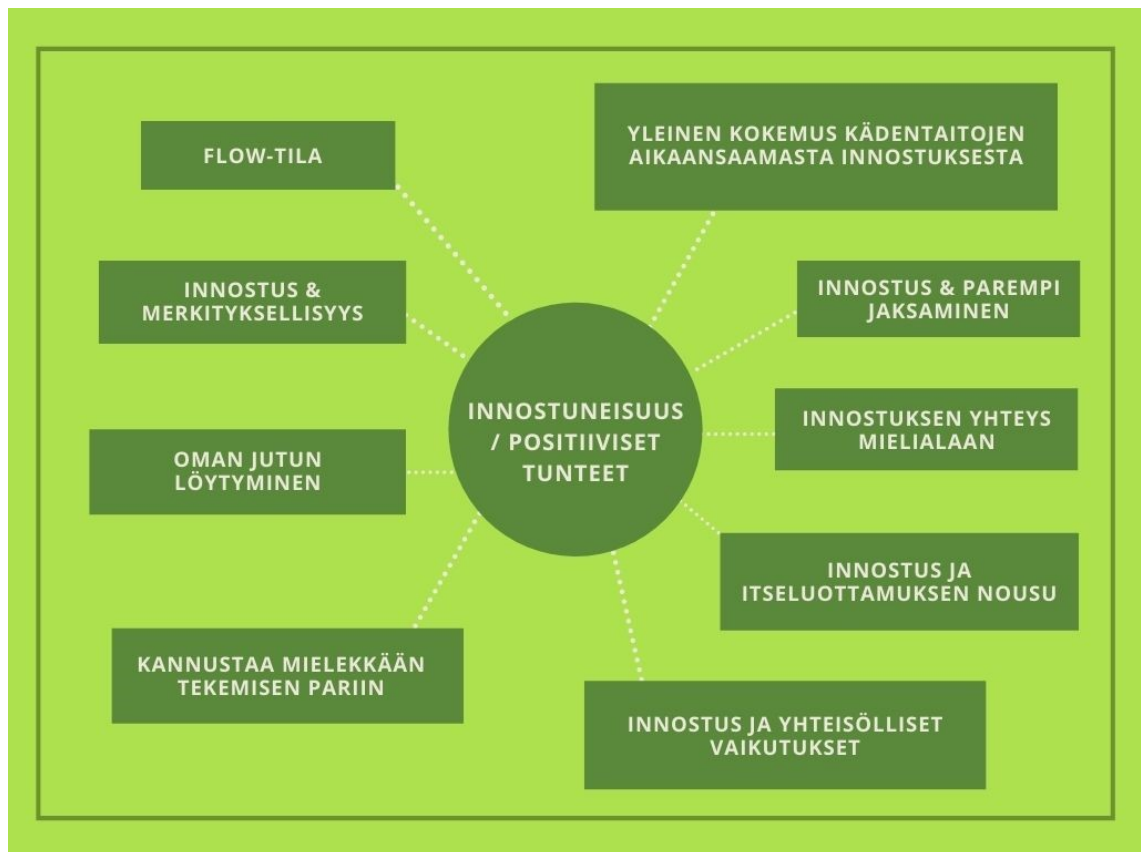 FLOW-TILA
YLEINEN KOKEMUS KÄDENTAITOJEN
AIKAANSAAMASTA INNOSTUKSESTA
INNOSTUS &
MERKITYKSELLISYYS
INNOSTUS & PAREMPI
JAKSAMINEN
INNOSTUNEISUUS
/ POSITIIVISET
TUNTEET
INNOSTUKSEN YHTEYS
MIELIALAAN
OMAN JUTUN
LÖYTYMINEN
INNOSTUS JA
ITSELUOTTAMUKSEN NOUSU
KANNUSTAA MIELEKKÄÄN
TEKEMISEN PARIIN
INNOSTUS JA YHTEISÖLLISET
VAIKUTUKSET